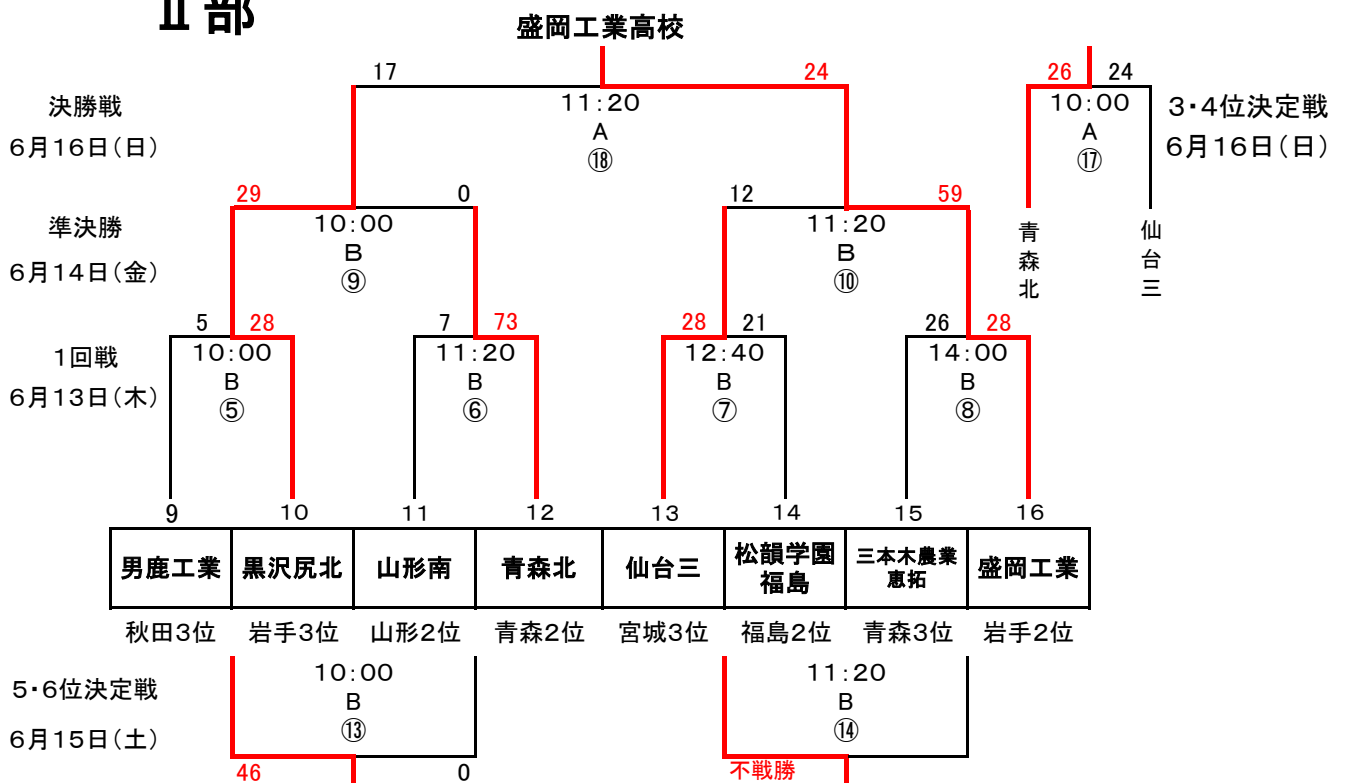 Ⅱ部
盛岡工業高校
17 24 26 24
決勝戦 11:20 10:00 3・4位決定戦
6月16日(日) A A 6月16日(日)
⑱ ⑰
29 0 12 59
準決勝 10:00 11:20 青森北 仙台三
6月14日(金) B B
⑨ ⑩
5 28 7 73 28 21 26 28
1回戦 10:00 11:20 12:40 14:00
6月13日(木) B B B B
⑤ ⑥ ⑦ ⑧
9 10 11 12 13 14 15 16
男鹿工業 黒沢尻北 山形南 青森北 仙台三 松韻学園福島 三本木農業恵拓 盛岡工業
秋田3位 岩手3位 山形2位 青森2位 宮城3位 福島2位 青森3位 岩手2位
5・6位決定戦 10:00 11:20
B B
6月15日(土) ⑬ ⑭
46 0 不戦勝